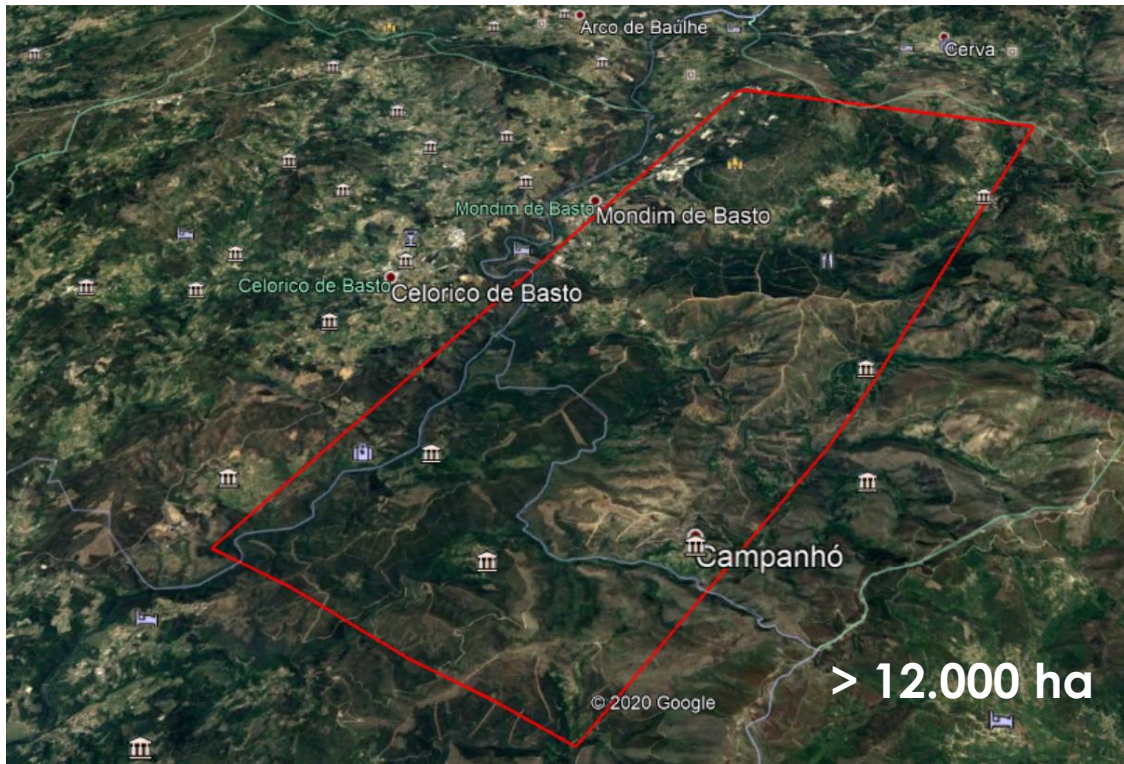 Arco de Baúlhe
Cerva
Mondim de Basto
Mondim de Basto
Celorico de Basto
Celorico de Basto
Campanhó
> 12.000 ha
© 2020 Google